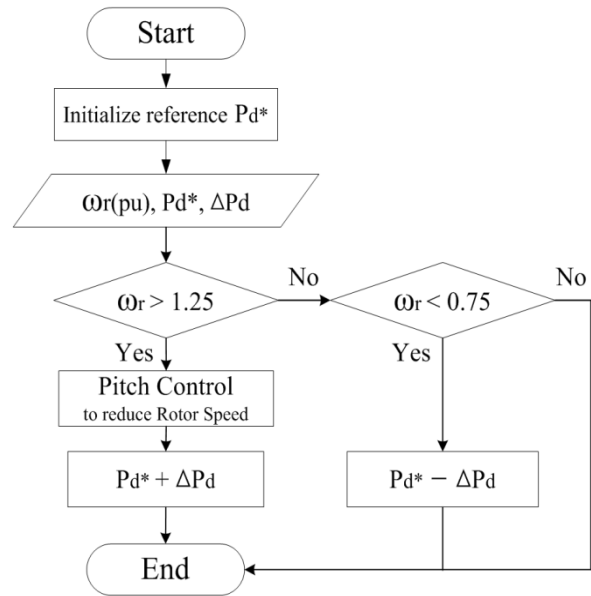 Start
Initialize reference Pd*
ωr(pu), Pd*, ΔPd
ωr > 1.25
No
ωr < 0.75
No
Yes
Yes
Pitch Control
to reduce Rotor Speed
Pd* + ΔPd
Pd* − ΔPd
End